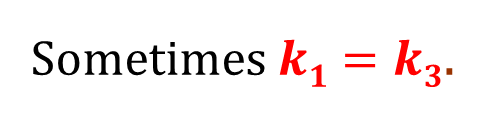 Sometimes k₁ = k₃.